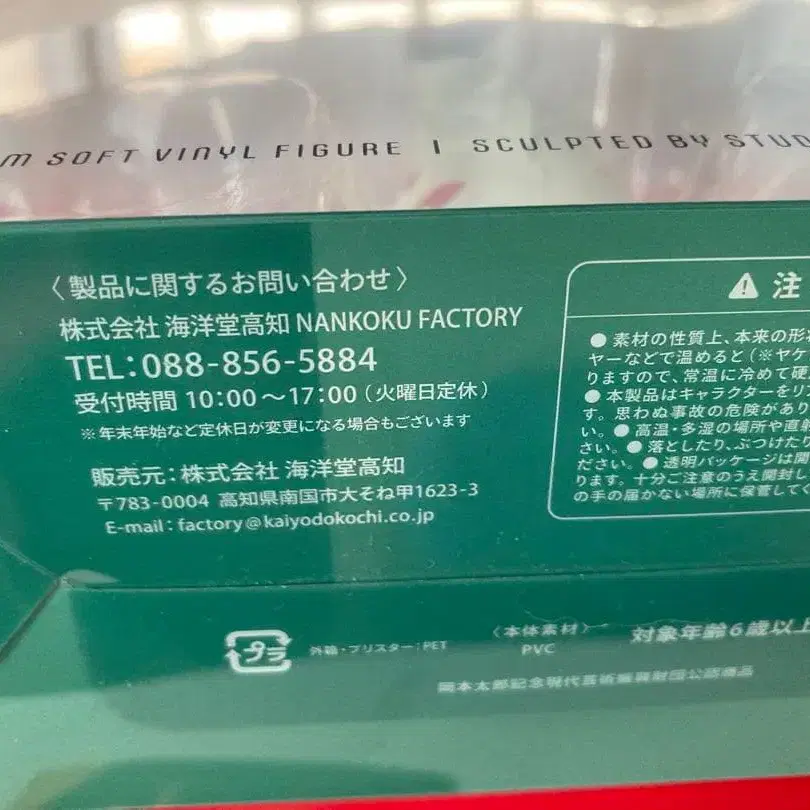 M SOFT VINYL FIGURE | SCULPTED BY STUD
〈製品に関するお問い合わせ〉
株式会社 海洋堂高知 NANKOKU FACTORY
TEL:088-856-5884
受付時間 10:00～17:00（火曜日定休）
※年末年始など定休日が変更になる場合もございます
販売元:株式会社 海洋堂高知
〒783-0004 高知県南国市大そね甲1623-3
E-mail:factory@kaiyodokochi.co.jp
⚠ 注
●素材の性質上、本来の形状
ヤーなどで温めると（※ヤケ
りますので、常温に冷めて硬
●本製品はキャラクターをリ
す。思わぬ事故の危険があり
い。●高温・多湿の場所や直射
さい。●落としたり、ぶつけたり
ださい。●透明パッケージは開
ります。十分ご注意のうえ開封し
の手の届かない場所に保管してく
プラ
外箱・ブリスター:PET
〈本体素材〉
PVC
対象年齢6歳以上
岡本太郎記念現代芸術振興財団公認商品